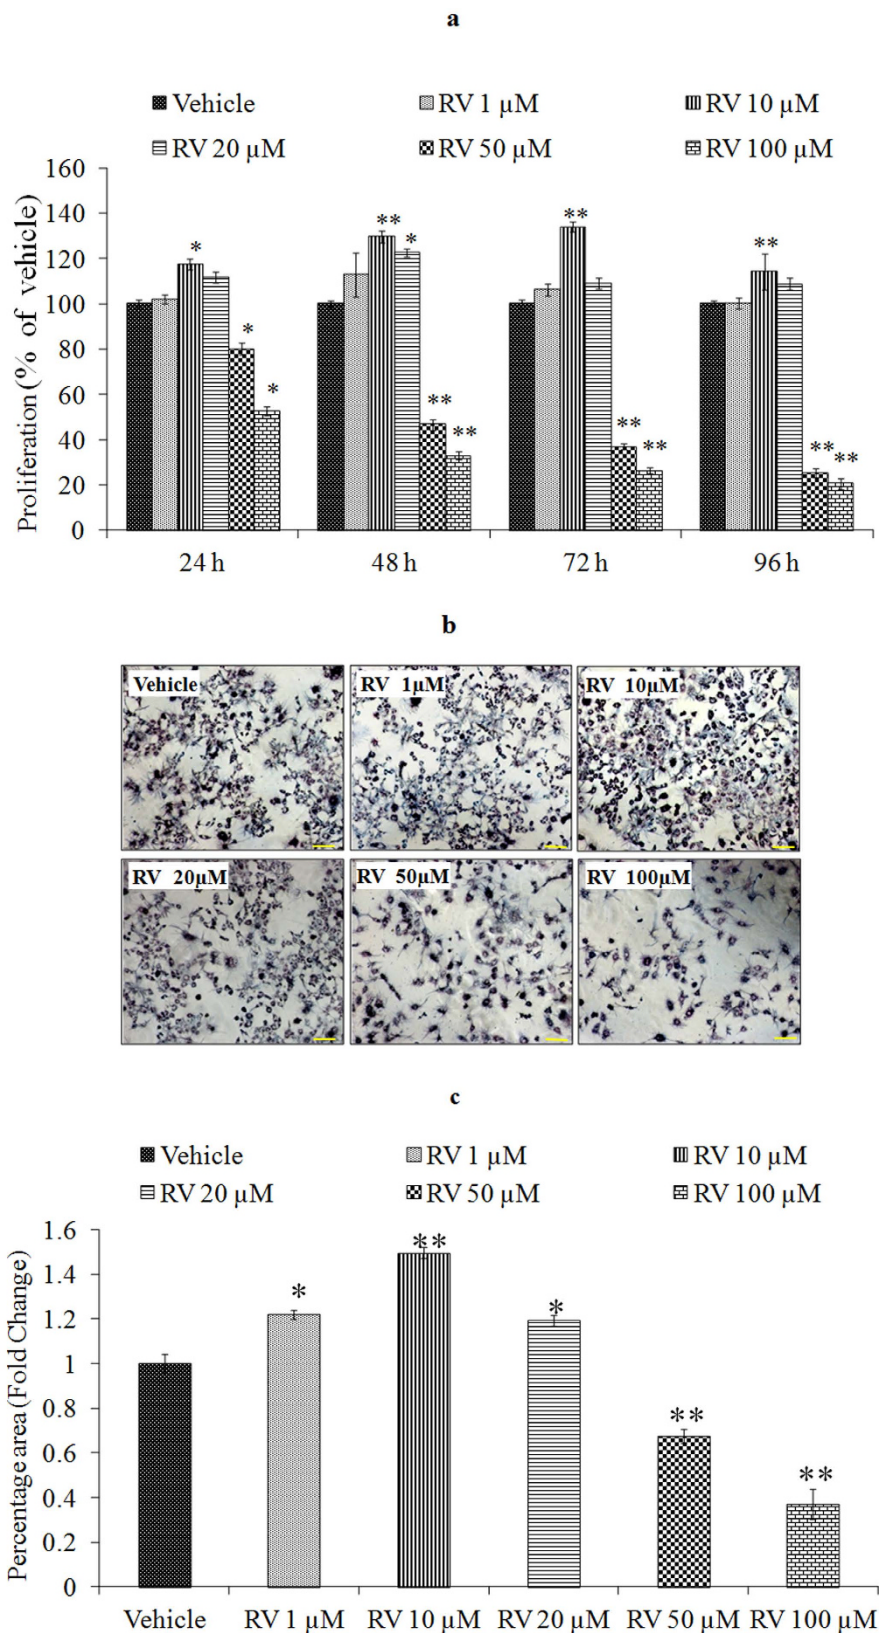 a
Vehicle RV 1 µM RV 10 µM
RV 20 µM RV 50 µM RV 100 µM
Proliferation (% of vehicle)
160
140
120
100
80
60
40
20
0
* * *
** * ** **
** ** **
** ** **
24 h 48 h 72 h 96 h
b
Vehicle RV 1µM RV 10µM
RV 20µM RV 50µM RV 100µM
c
Vehicle RV 1 µM RV 10 µM
RV 20 µM RV 50 µM RV 100 µM
Percentage area (Fold Change)
1.6
1.4
1.2
1
0.8
0.6
0.4
0.2
0
* ** * ** **
Vehicle RV 1 µM RV 10 µM RV 20 µM RV 50 µM RV 100 µM